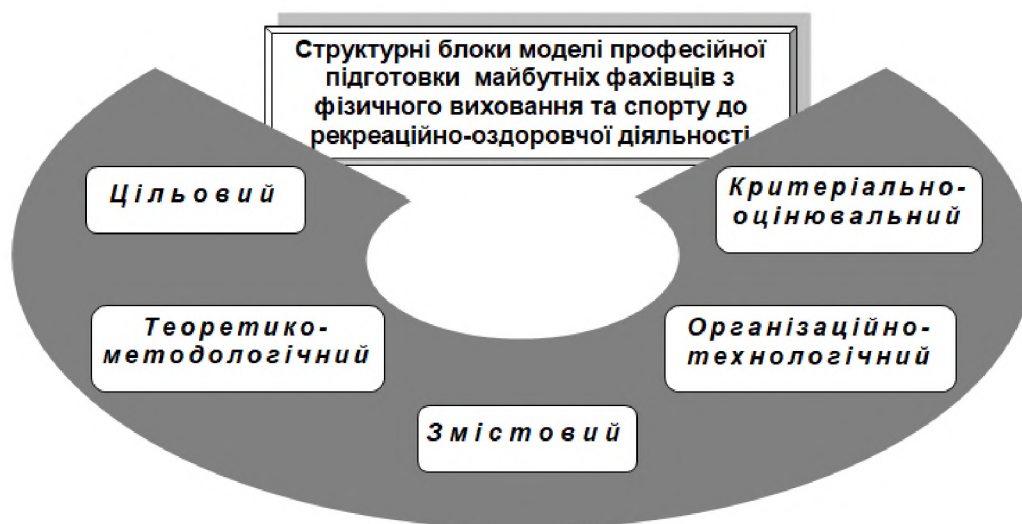 Структурні блоки моделі професійної
підготовки майбутніх фахівців з
фізичного виховання та спорту до
рекреаційно-оздоровчої діяльності
Цільовий
Теоретико-
методологічний
Змістовий
Організаційно-
технологічний
Критеріально-
оцінювальний